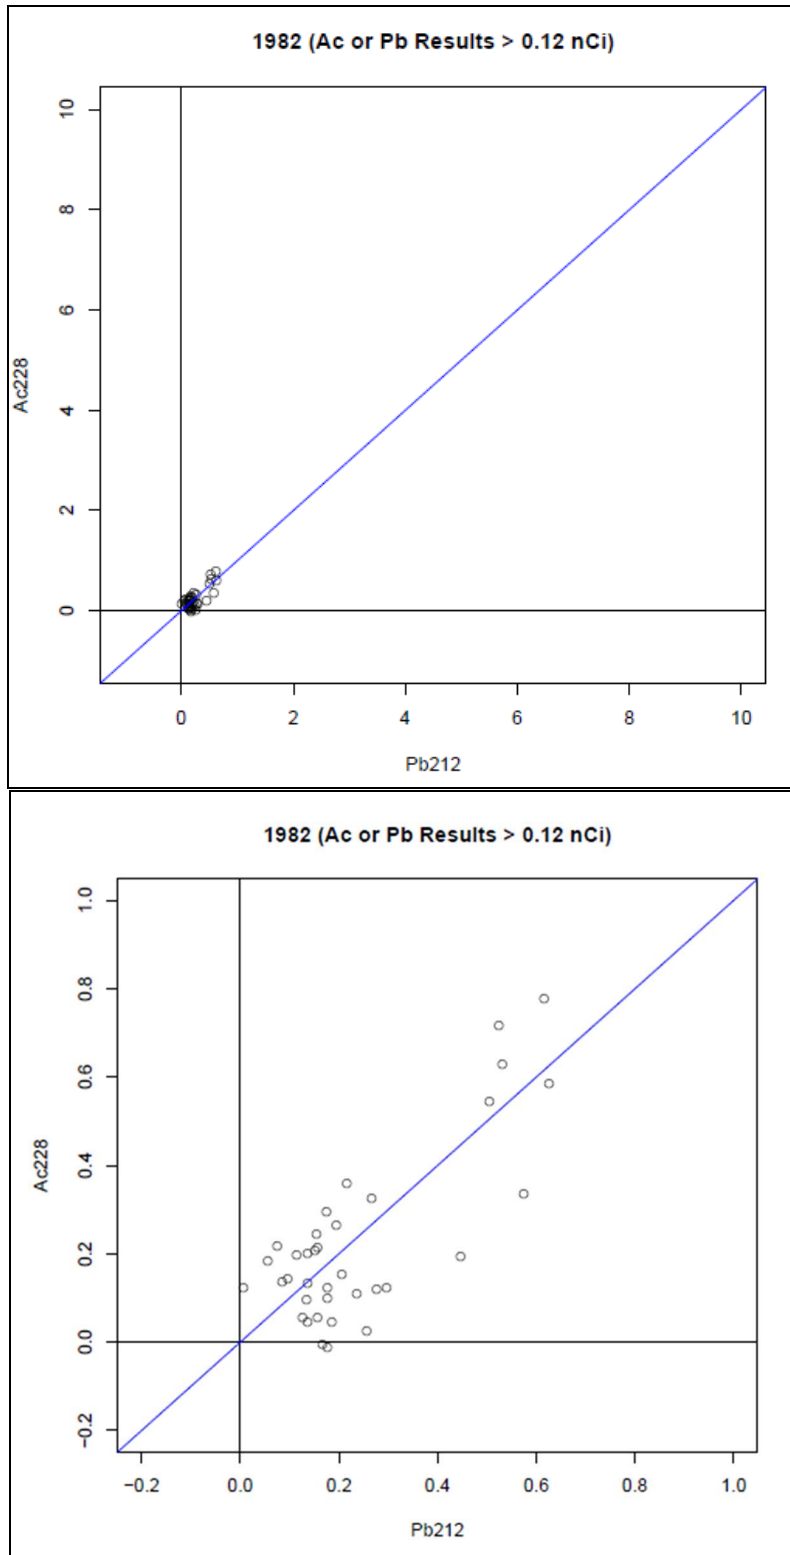 1982 (Ac or Pb Results > 0.12 nCi)
10
8
6
4
2
0
Ac228
0 2 4 6 8 10
Pb212
1982 (Ac or Pb Results > 0.12 nCi)
1.0
0.8
0.6
0.4
0.2
0.0
−0.2
Ac228
−0.2 0.0 0.2 0.4 0.6 0.8 1.0
Pb212